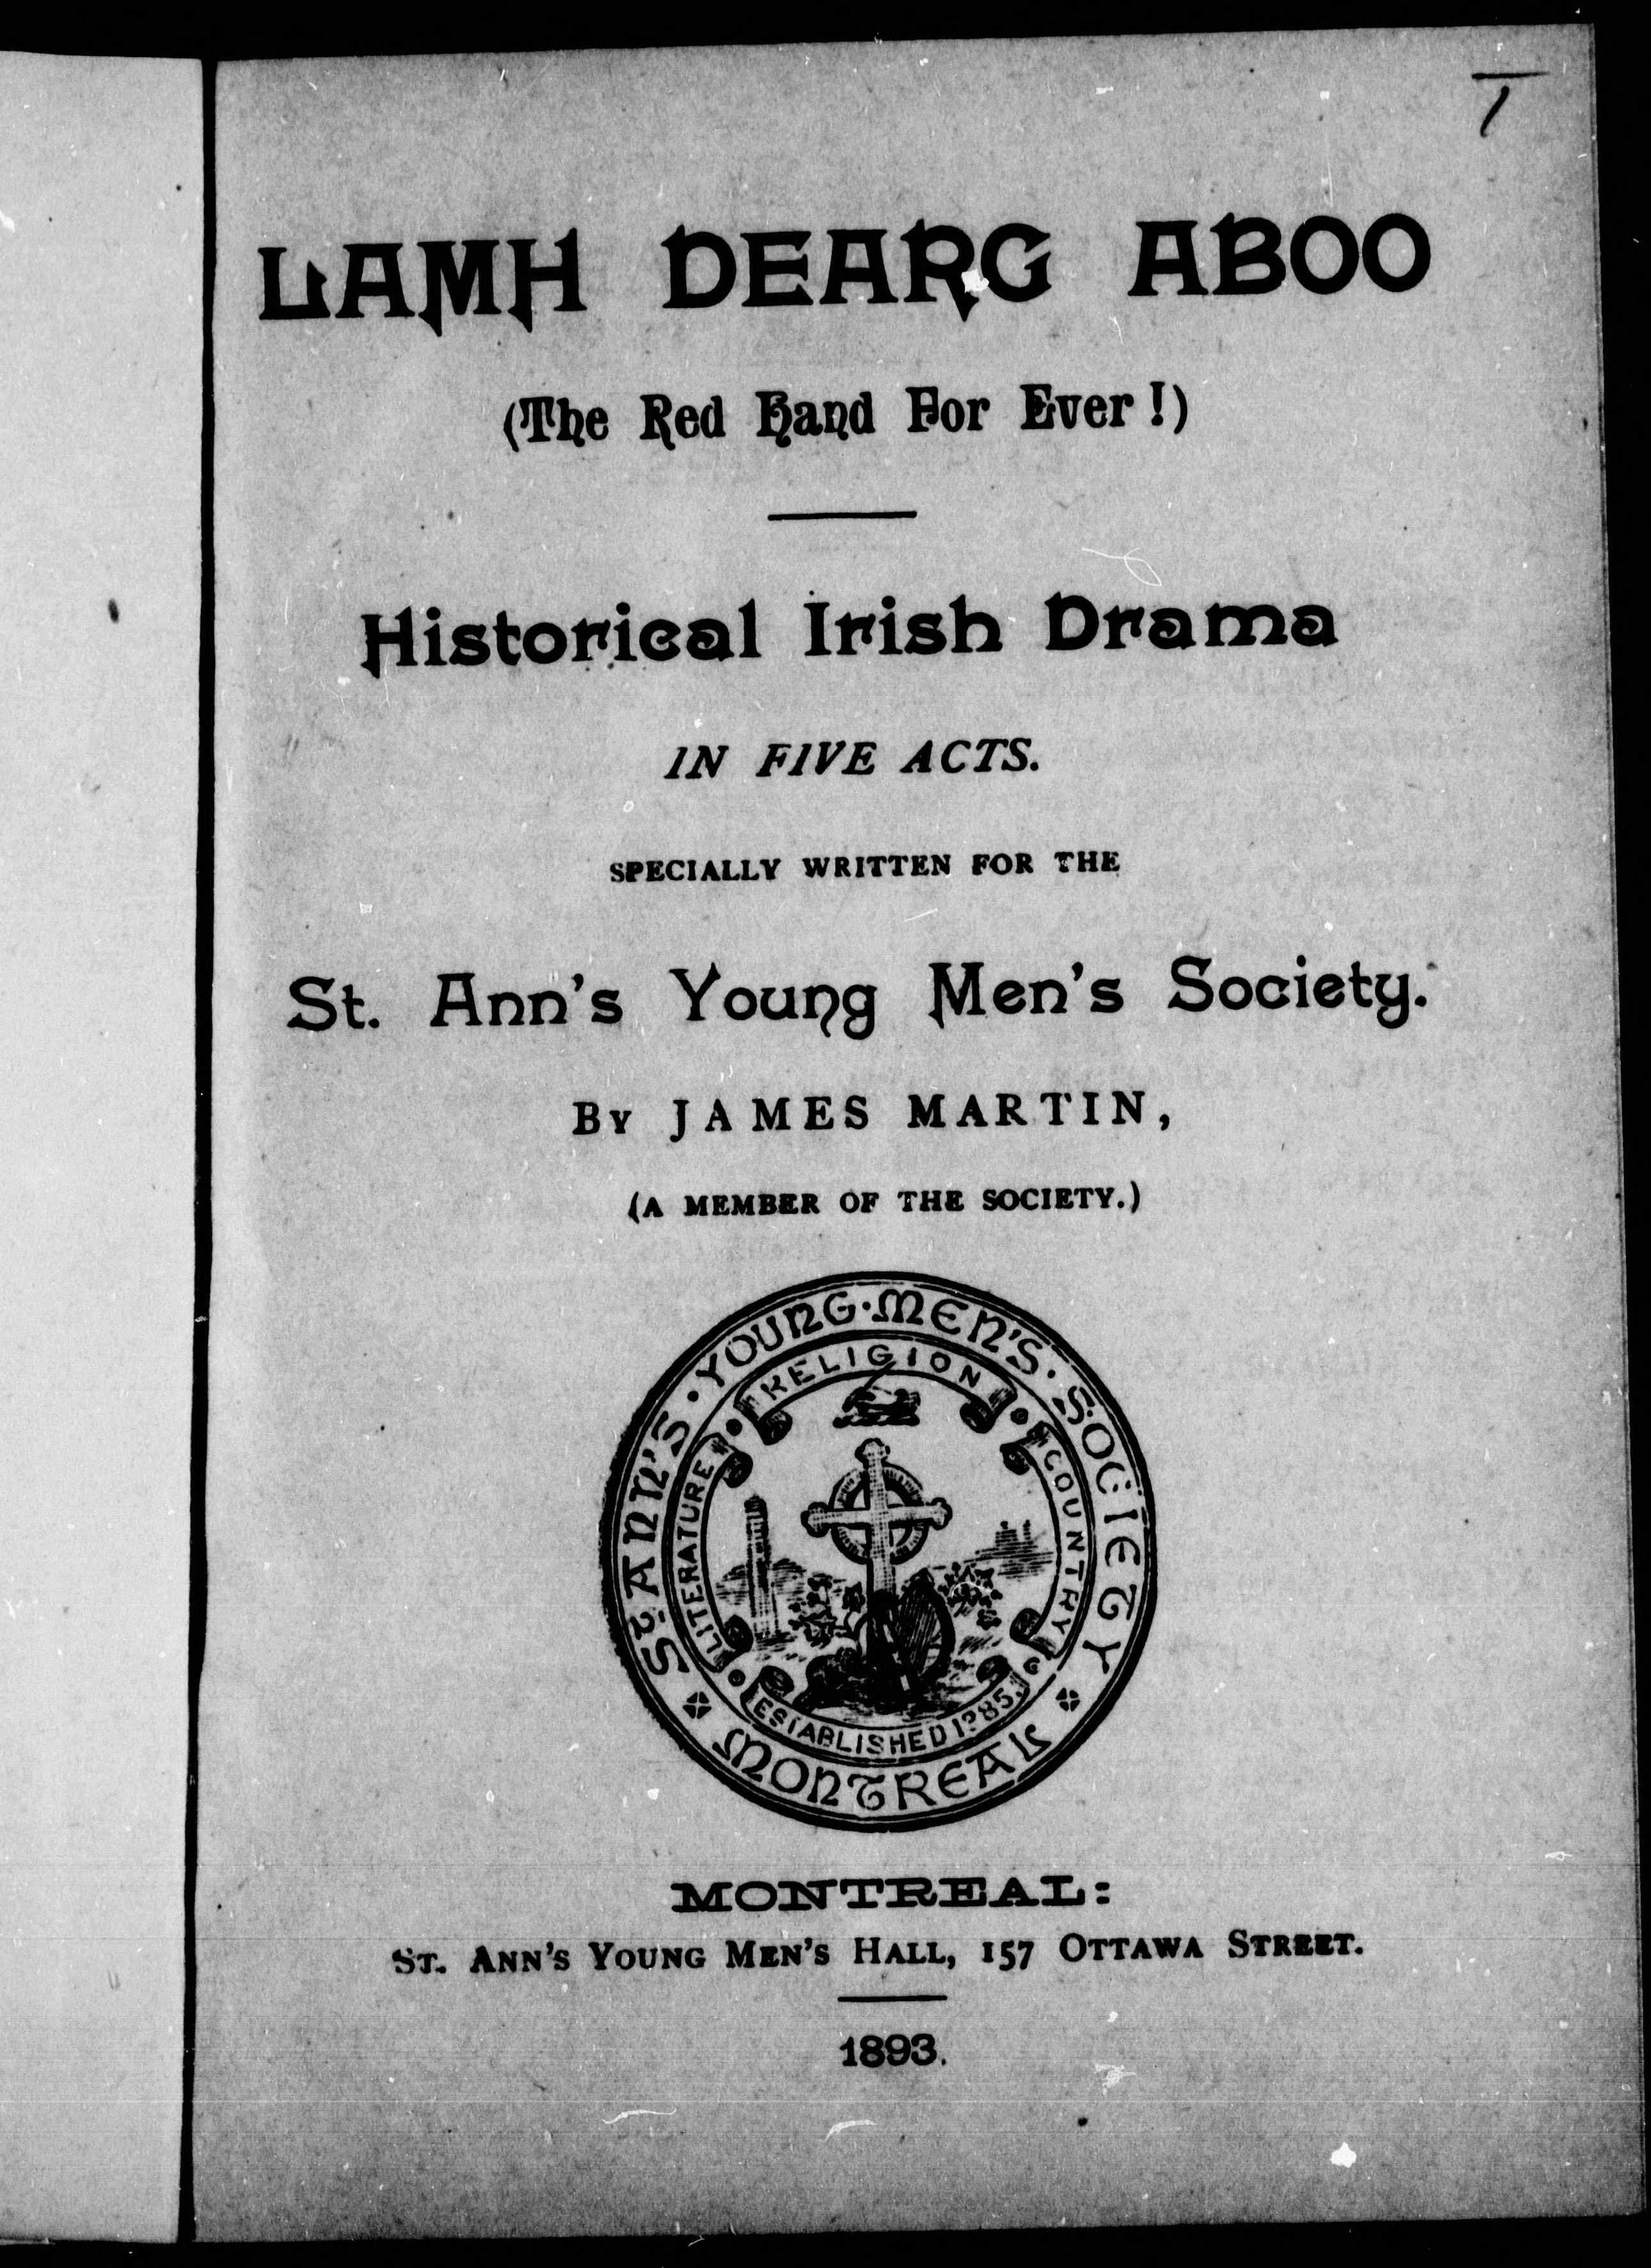 1
LAMH DEARG ABOO
(The Red Hand For Ever!)
Historical Irish Drama
IN FIVE ACTS.
SPECIALLY WRITTEN FOR THE
St. Ann's Young Men's Society.
By JAMES MARTIN,
(A MEMBER OF THE SOCIETY.)
ST. ANN'S · YOUNG · MEN'S · SOCIETY
RELIGION
LITERATURE
COUNTRY
ESTABLISHED 1885.
MONTREAL
MONTREAL:
ST. ANN'S YOUNG MEN'S HALL, 157 OTTAWA STREET.
1893.